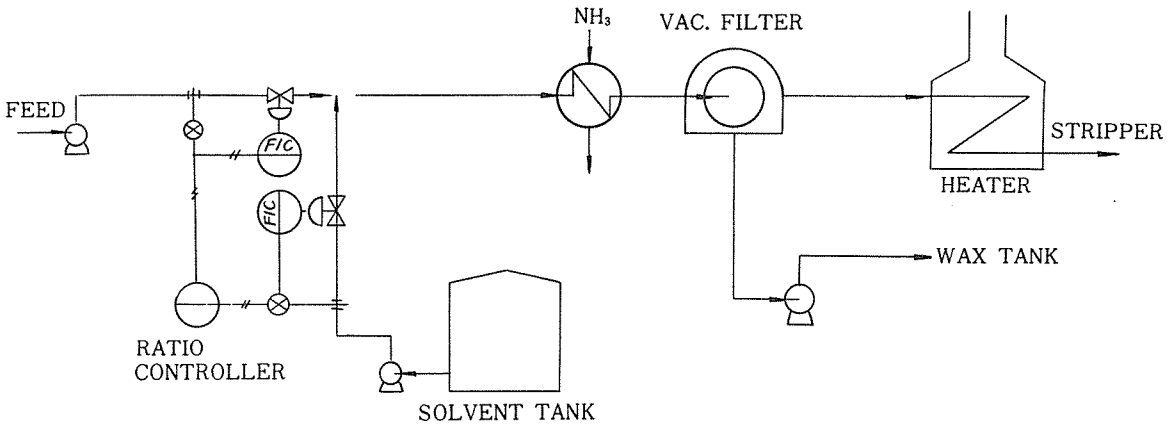 NH₃
VAC. FILTER
FEED
FIC
STRIPPER
HEATER
FIC
WAX TANK
RATIO
CONTROLLER
SOLVENT TANK